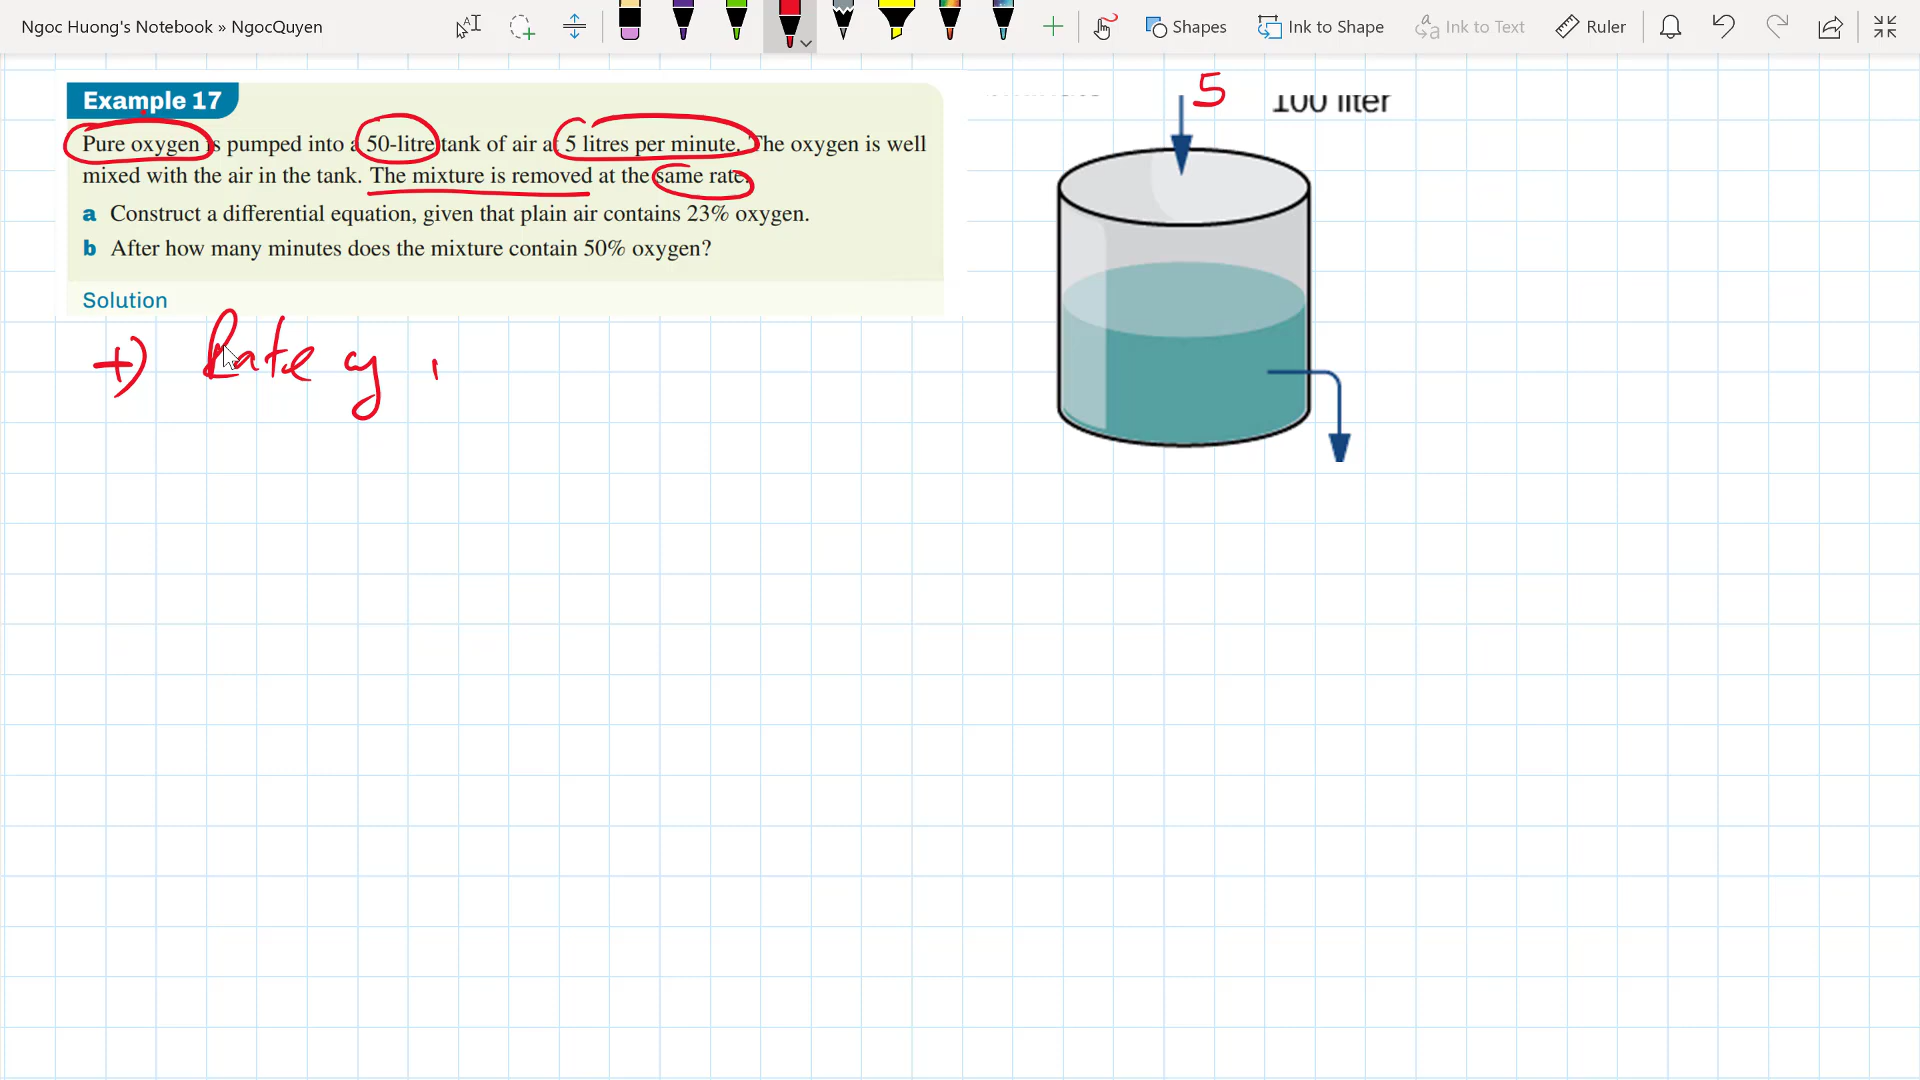 Ngoc Huong's Notebook » NgocQuyen
Shapes
Ink to Shape
Ink to Text
Ruler
Example 17
Pure oxygen is pumped into a 50-litre tank of air at 5 litres per minute. The oxygen is well
mixed with the air in the tank. The mixture is removed at the same rate.
a Construct a differential equation, given that plain air contains 23% oxygen.
b After how many minutes does the mixture contain 50% oxygen?
Solution
+) Rate of
5
100 liter